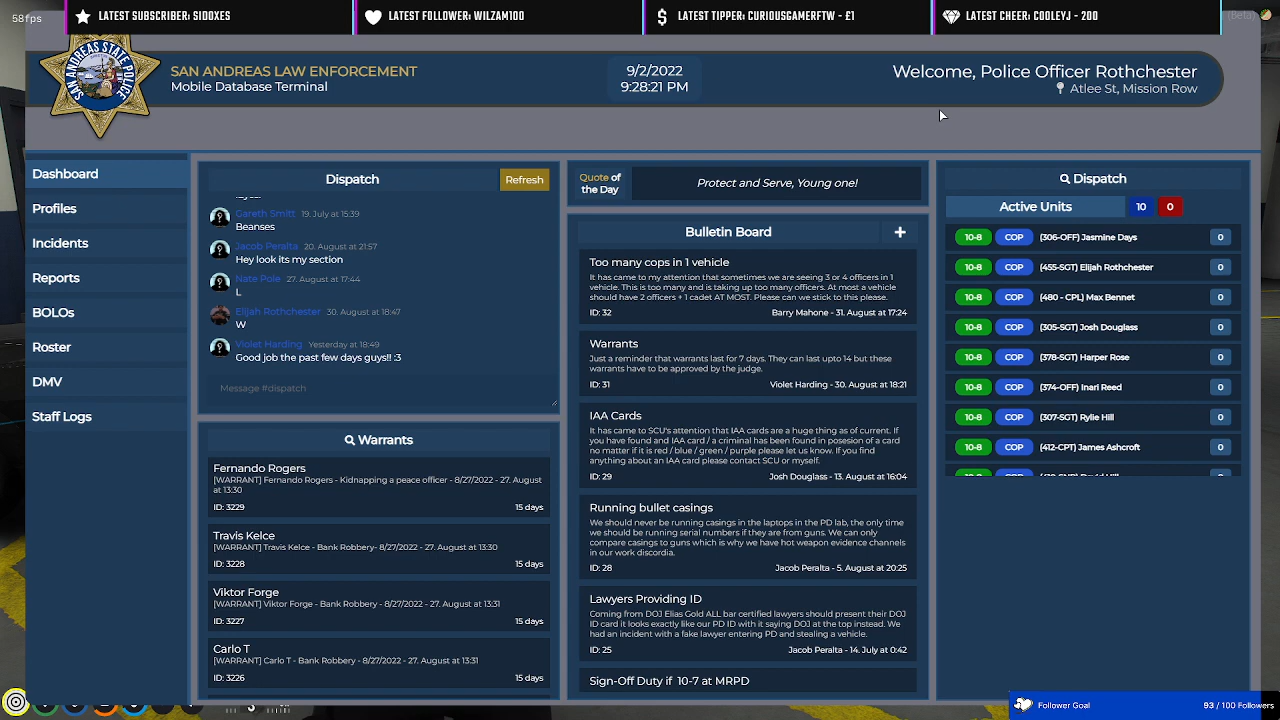 LATEST SUBSCRIBER: SIDOXES
LATEST FOLLOWER: WILZAM100
LATEST TIPPER: CURIOUSGAMERFTW - £1
LATEST CHEER: COOLEYJ - 200
(Beta)
fps
SAN ANDREAS STATE POLICE
SAN ANDREAS LAW ENFORCEMENT
Mobile Database Terminal
9/2/2022
9:28:21 PM
Welcome, Police Officer Rothchester
Atlee St, Mission Row
Dashboard
Profiles
Incidents
Reports
BOLOs
Roster
DMV
Staff Logs
Dispatch
Refresh
Gareth Smitt 19. July at 15:39
Beanses
Jacob Peralta 20. August at 21:57
Hey look its my section
Nate Pole 27. August at 17:44
L
Elijah Rothchester 30. August at 18:47
W
Violet Harding Yesterday at 18:49
Good job the past few days guys!! :3
Message #dispatch
Warrants
Fernando Rogers
[WARRANT] Fernando Rogers - Kidnapping a peace officer - 8/27/2022 - 27. August
at 13:30
ID: 3229 15 days
Travis Kelce
[WARRANT] Travis Kelce - Bank Robbery- 8/27/2022 - 27. August at 13:30
ID: 3228 15 days
Viktor Forge
[WARRANT] Viktor Forge - Bank Robbery - 8/27/2022 - 27. August at 13:31
ID: 3227 15 days
Carlo T
[WARRANT] Carlo T - Bank Robbery - 8/27/2022 - 27. August at 13:31
ID: 3226 15 days
Quote of
the Day
Protect and Serve, Young one!
Bulletin Board
Too many cops in 1 vehicle
It has came to my attention that sometimes we are seeing 3 or 4 officers in 1
vehicle. This is too many and is taking up too many officers. At most a vehicle
should have 2 officers + 1 cadet AT MOST. Please can we stick to this please.
ID: 32 Barry Mahone - 31. August at 17:24
Warrants
Just a reminder that warrants last for 7 days. They can last upto 14 but these
warrants have to be approved by the judge.
ID: 31 Violet Harding - 30. August at 18:21
IAA Cards
It has came to SCU's attention that IAA cards are a huge thing as of current. If
you have found and IAA card / a criminal has been found in posesion of a card
no matter if it is red / blue / green / purple please let us know. If you find
anything about an IAA card please contact SCU or myself.
ID: 29 Josh Douglass - 13. August at 16:04
Running bullet casings
We should never be running casings in the laptops in the PD lab, the only time
we should be running serial numbers if they are from guns. We can only
compare casings to guns which is why we have hot weapon evidence channels
in our work discordia.
ID: 28 Jacob Peralta - 5. August at 20:25
Lawyers Providing ID
Coming from DOJ Elias Gold ALL bar certified lawyers should present their DOJ
ID card it looks exactly like our PD ID with it saying DOJ at the top instead. We
had an incident with a fake lawyer entering PD and stealing a vehicle.
ID: 25 Jacob Peralta - 14. July at 0:42
Sign-Off Duty if 10-7 at MRPD
Dispatch
Active Units 10 0
10-8 COP (306-OFF) Jasmine Days 0
10-8 COP (455-SGT) Elijah Rothchester 0
10-8 COP (480 - CPL) Max Bennet 0
10-8 COP (305-SGT) Josh Douglass 0
10-8 COP (378-SGT) Harper Rose 0
10-8 COP (374-OFF) Inari Reed 0
10-8 COP (307-SGT) Rylie Hill 0
10-8 COP (412-CPT) James Ashcroft 0
Follower Goal 93 / 100 Followers